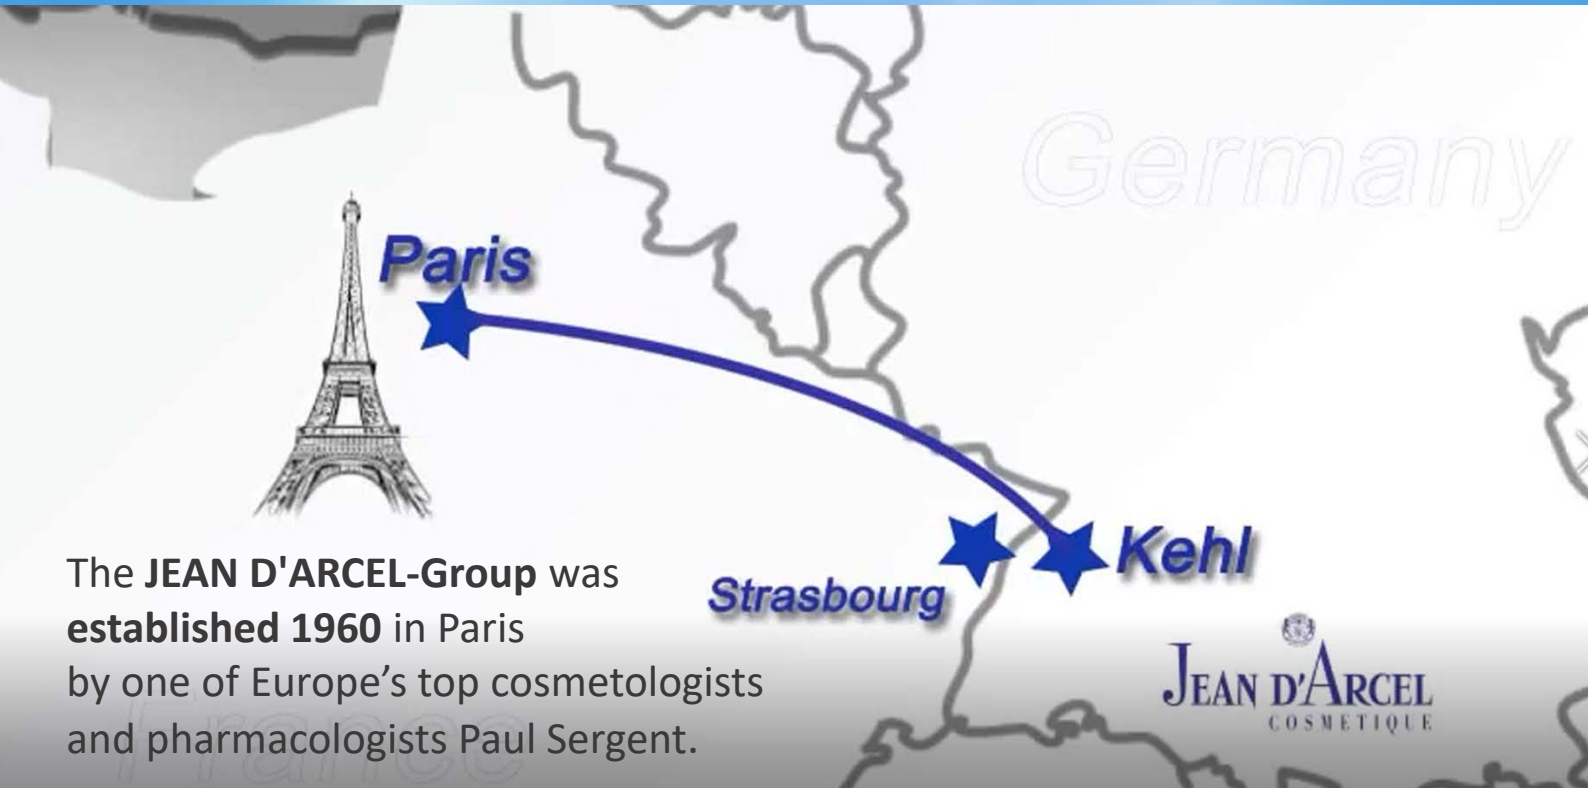 Germany
Paris
Kehl
Strasbourg
The JEAN D'ARCEL-Group was
established 1960 in Paris
by one of Europe’s top cosmetologists
and pharmacologists Paul Sergent.
France
JEAN D'ARCEL
COSMETIQUE